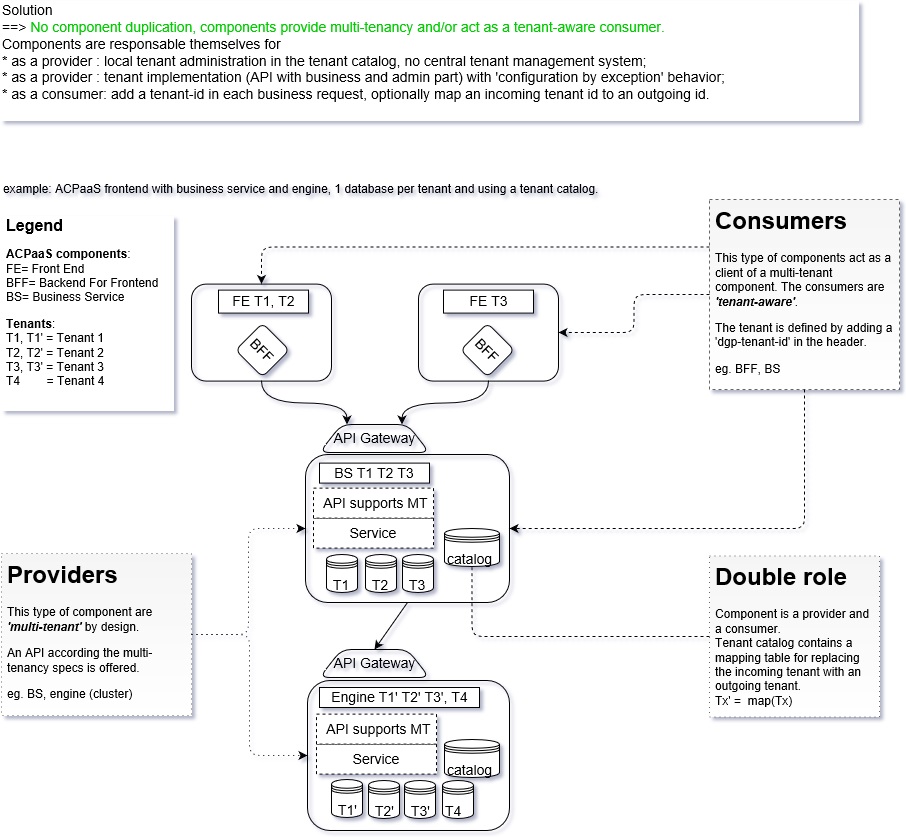 Solution
==> No component duplication, components provide multi-tenancy and/or act as a tenant-aware consumer.
Components are responsable themselves for
* as a provider : local tenant administration in the tenant catalog, no central tenant management system;
* as a provider : tenant implementation (API with business and admin part) with 'configuration by exception' behavior;
* as a consumer: add a tenant-id in each business request, optionally map an incoming tenant id to an outgoing id.
example: ACPaaS frontend with business service and engine, 1 database per tenant and using a tenant catalog.
Legend
ACPaaS components:
FE= Front End
BFF= Backend For Frontend
BS= Business Service
Tenants:
T1, T1' = Tenant 1
T2, T2' = Tenant 2
T3, T3' = Tenant 3
T4 = Tenant 4
FE T1, T2
BFF
FE T3
BFF
Consumers
This type of components act as a
client of a multi-tenant
component. The consumers are
'tenant-aware'.
The tenant is defined by adding a
'dgp-tenant-id' in the header.
eg. BFF, BS
API Gateway
BS T1 T2 T3
API supports MT
Service
catalog
T1
T2
T3
Providers
This type of component are
'multi-tenant' by design.
An API according the multi-
tenancy specs is offered.
eg. BS, engine (cluster)
Double role
Component is a provider and
a consumer.
Tenant catalog contains a
mapping table for replacing
the incoming tenant with an
outgoing tenant.
Tx' = map(Tx)
API Gateway
Engine T1' T2' T3', T4
API supports MT
Service
catalog
T1'
T2'
T3'
T4